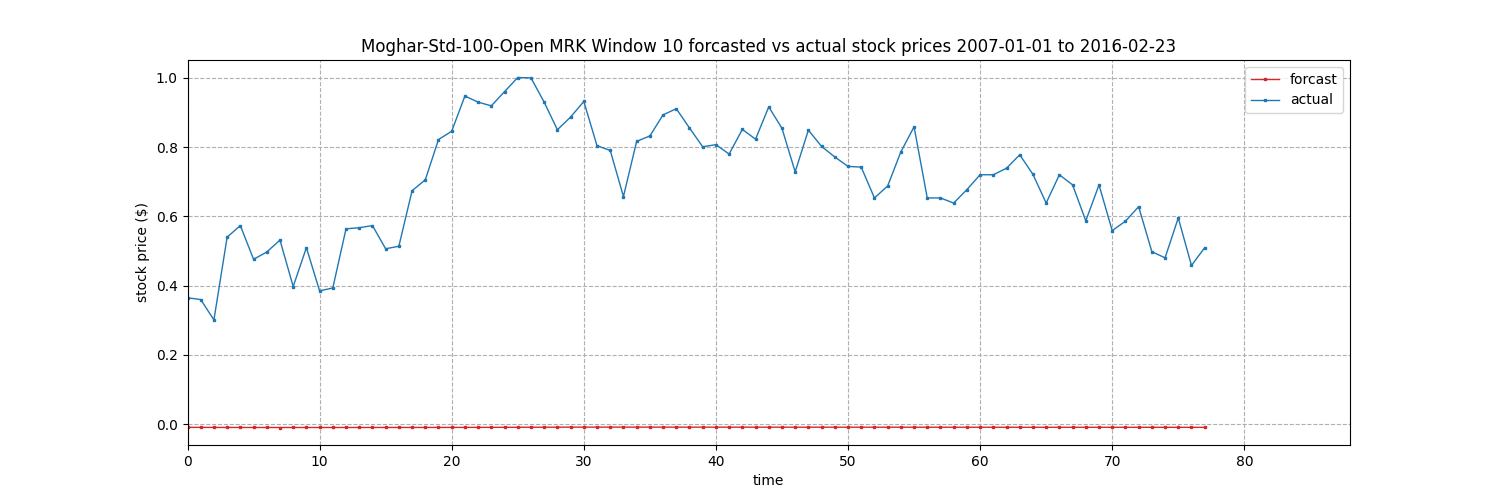 Moghar-Std-100-Open MRK Window 10 forcasted vs actual stock prices 2007-01-01 to 2016-02-23
forcast
actual
stock price ($)
1.0
0.8
0.6
0.4
0.2
0.0
0 10 20 30 40 50 60 70 80
time